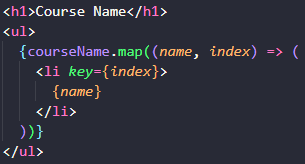 <h1>Course Name</h1>
<ul>
  {courseName.map((name, index) => (
    <li key={index}>
      {name}
    </li>
  ))}
</ul>